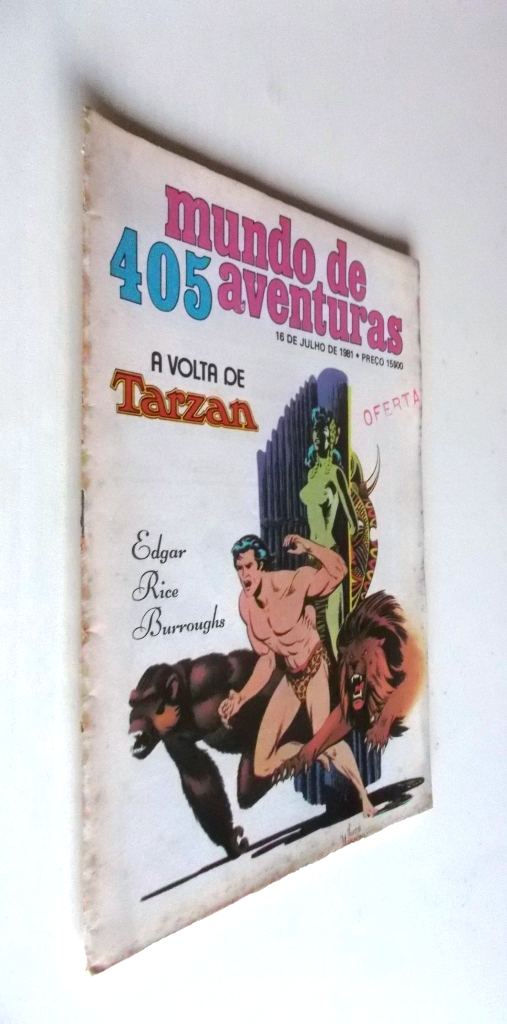 mundo de
405 aventuras
16 DE JULHO DE 1981 • PREÇO 15$00
A VOLTA DE
Tarzan
OFERTA
Edgar
Rice
Burroughs